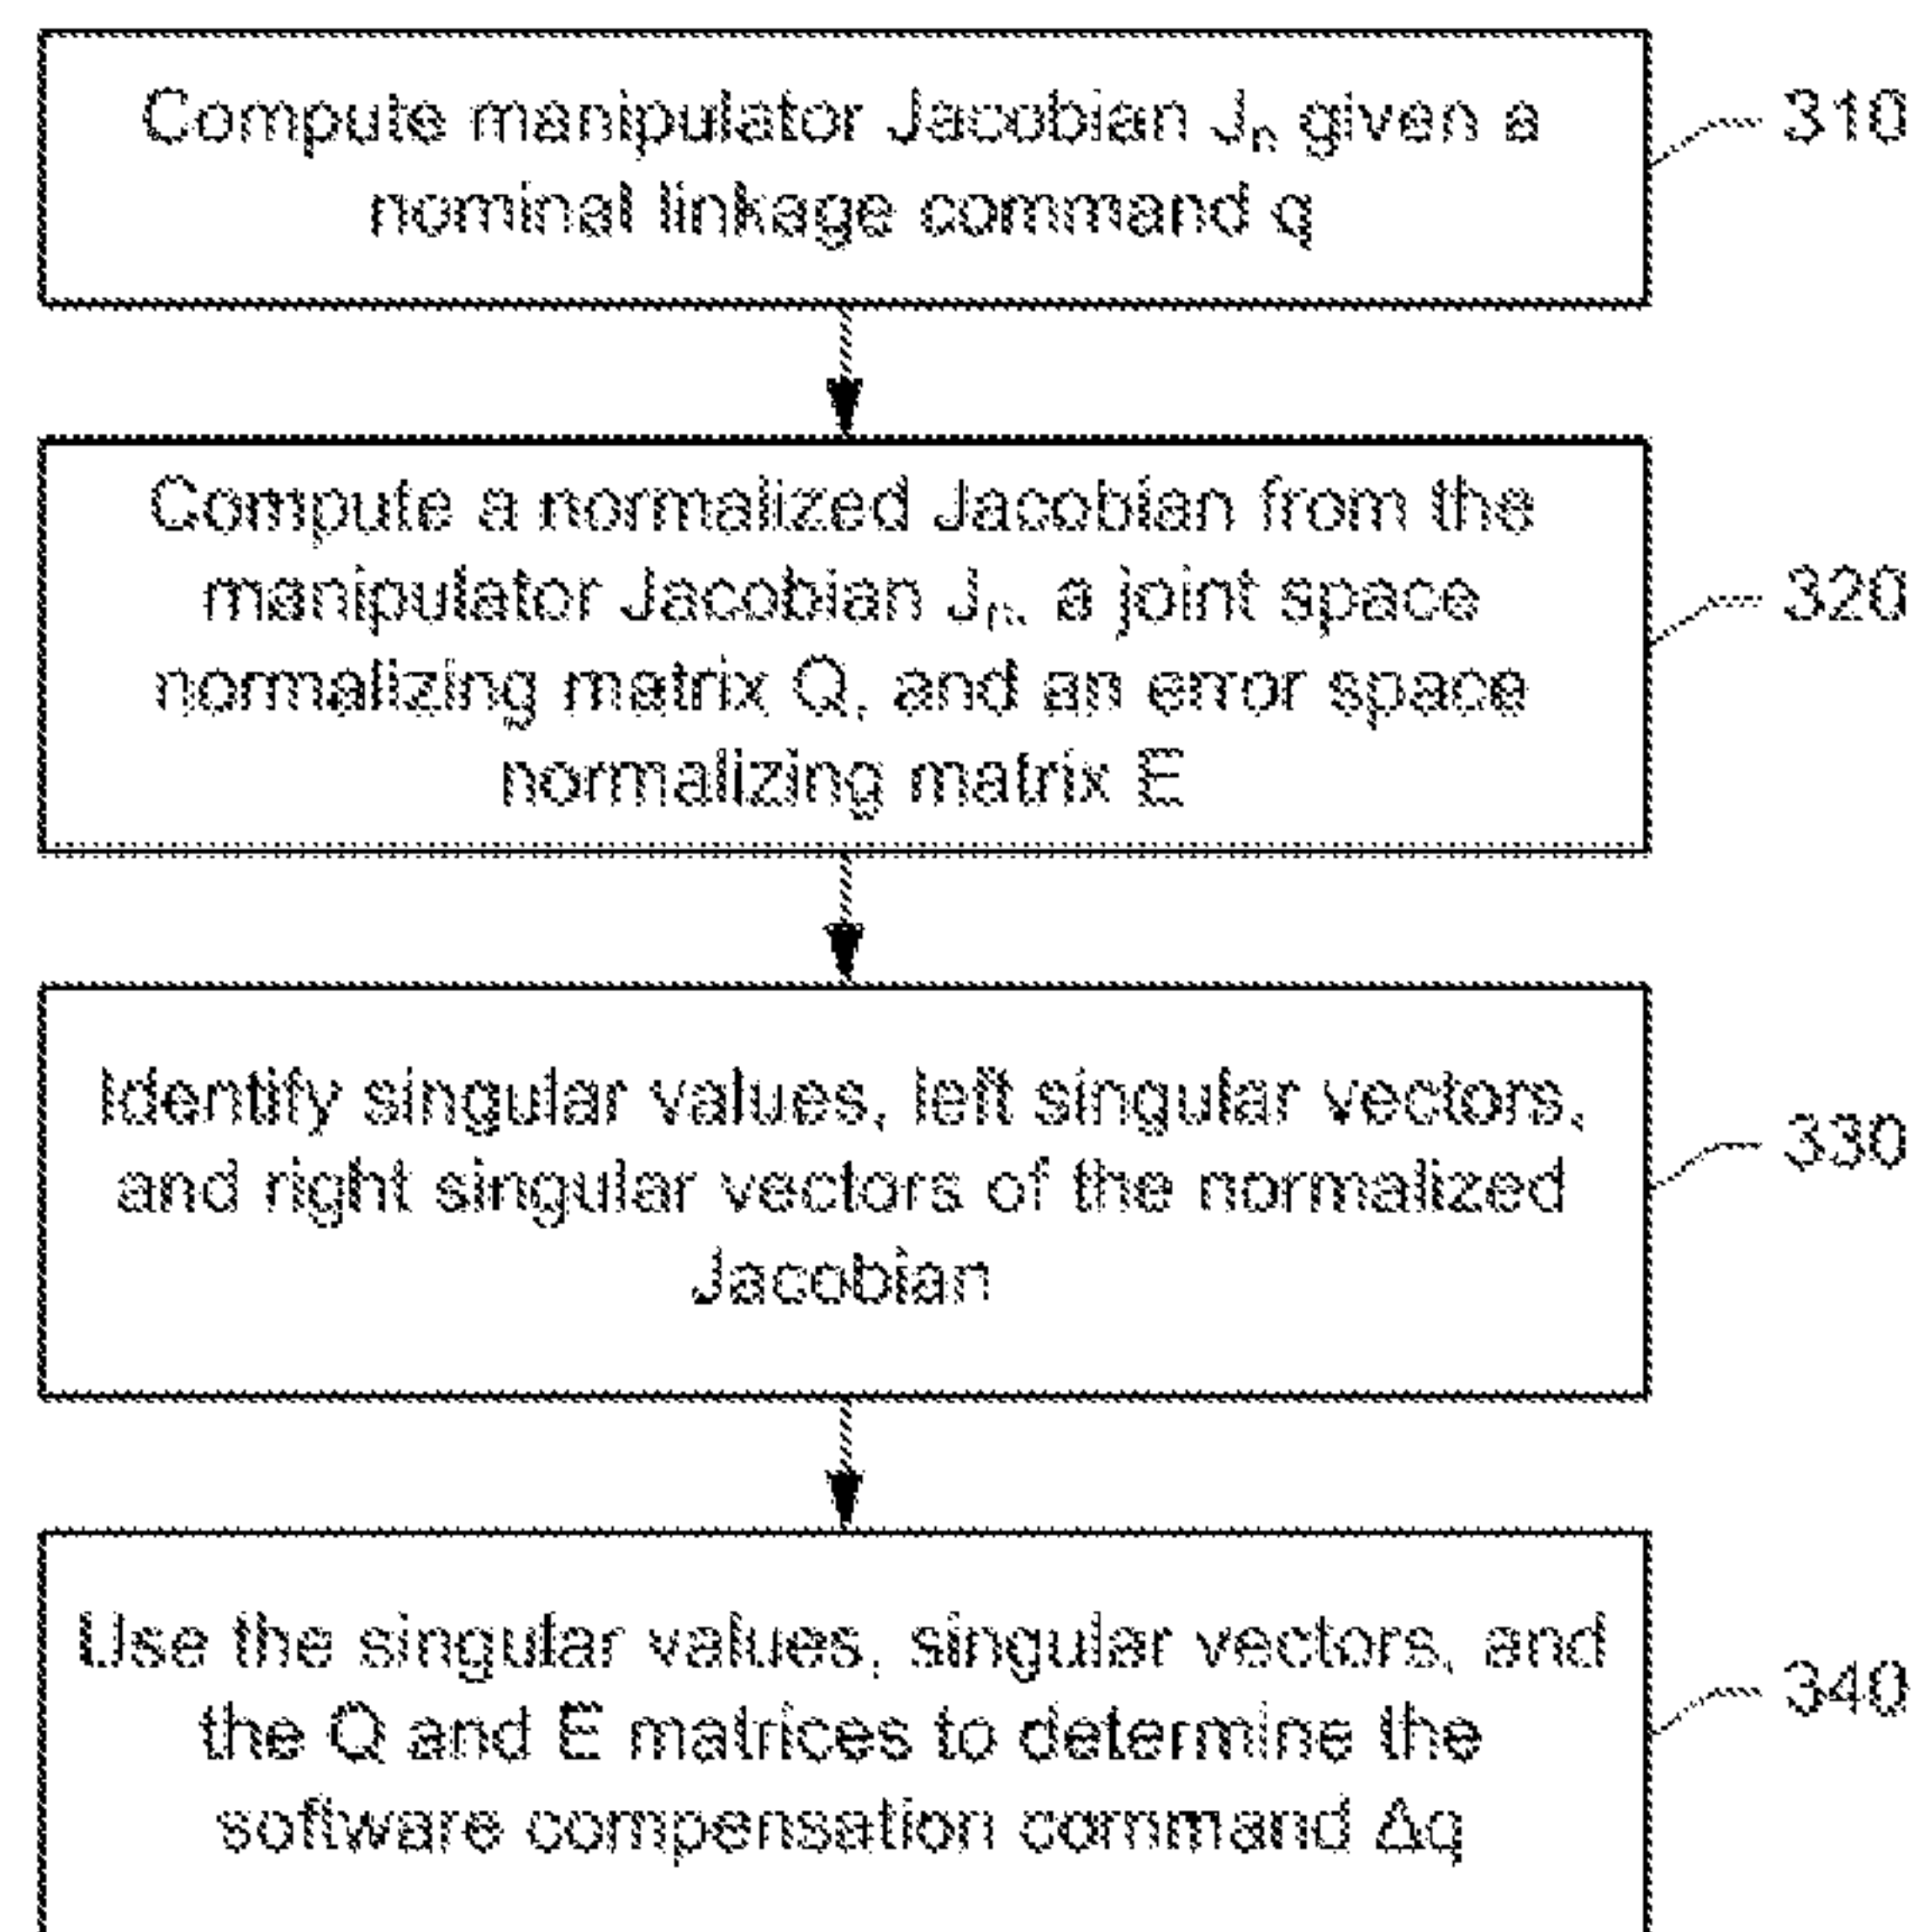 Compute manipulator Jacobian Jₙ given a
nominal linkage command q
310
Compute a normalized Jacobian from the
manipulator Jacobian Jₙ, a joint space
normalizing matrix Q, and an error space
normalizing matrix E
320
Identify singular values, left singular vectors,
and right singular vectors of the normalized
Jacobian
330
Use the singular values, singular vectors, and
the Q and E matrices to determine the
software compensation command Δq
340